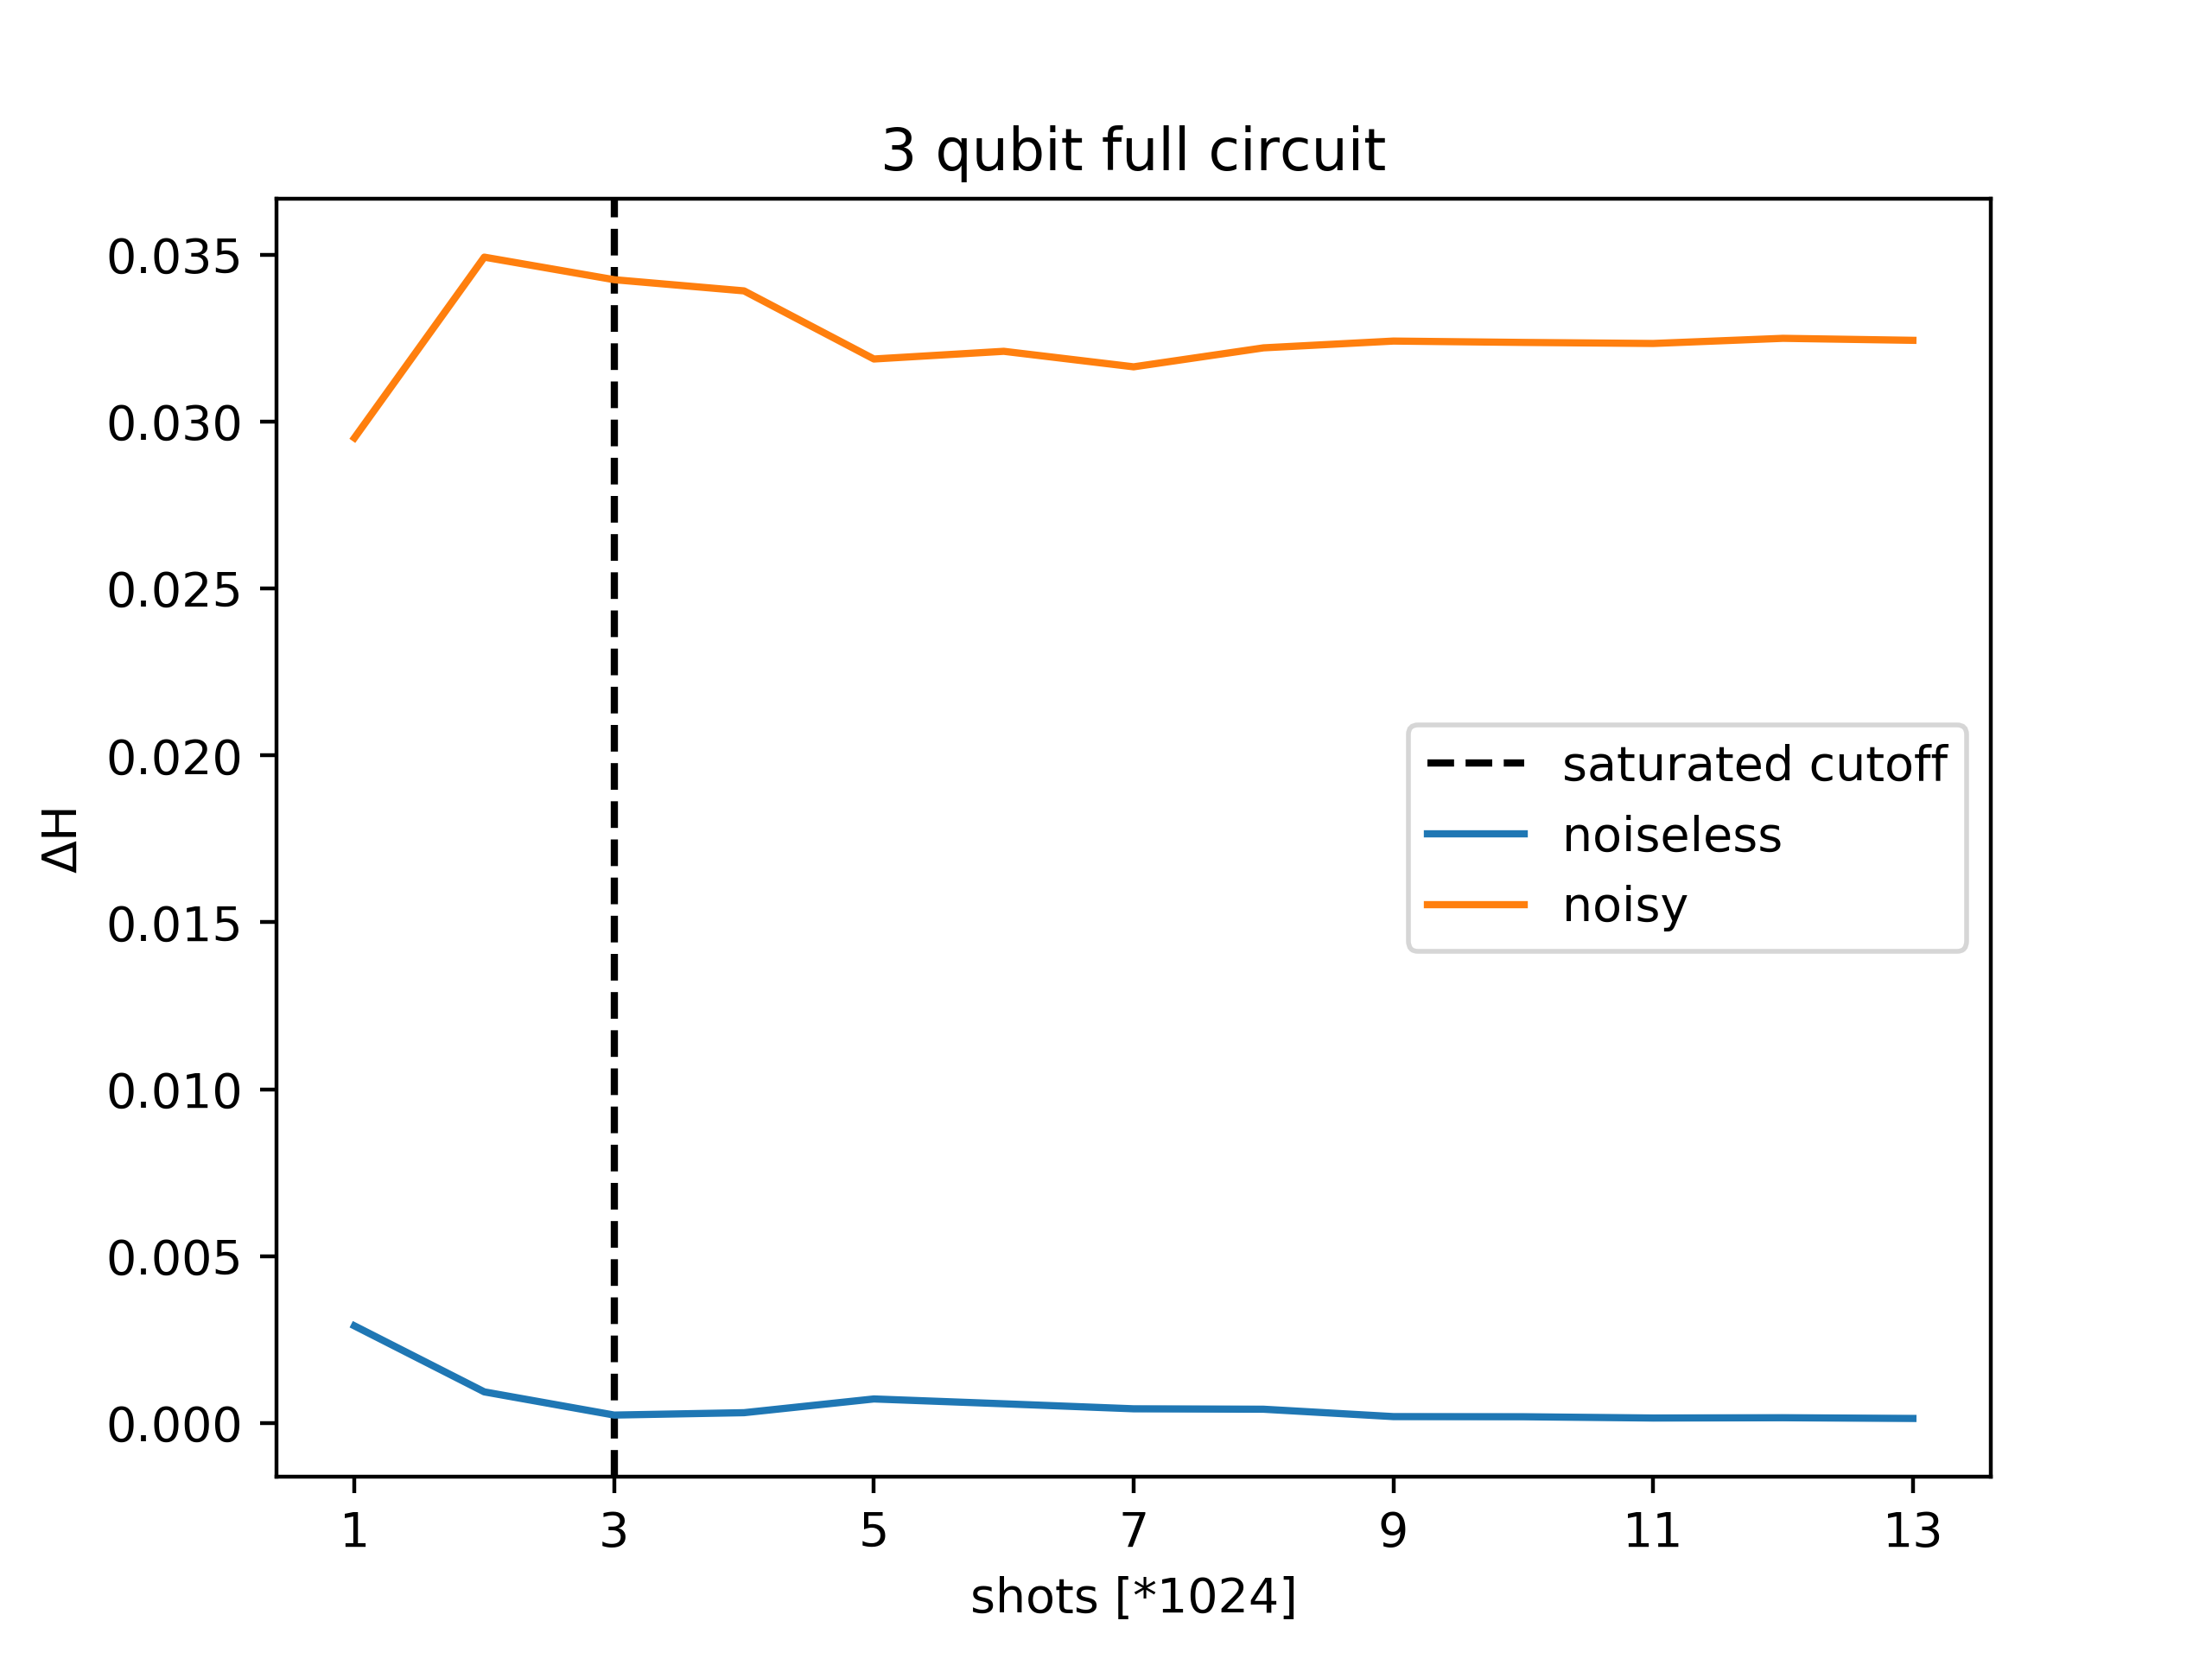 3 qubit full circuit
0.035
0.030
0.025
0.020
0.015
0.010
0.005
0.000
ΔH
saturated cutoff
noiseless
noisy
1 3 5 7 9 11 13
shots [*1024]